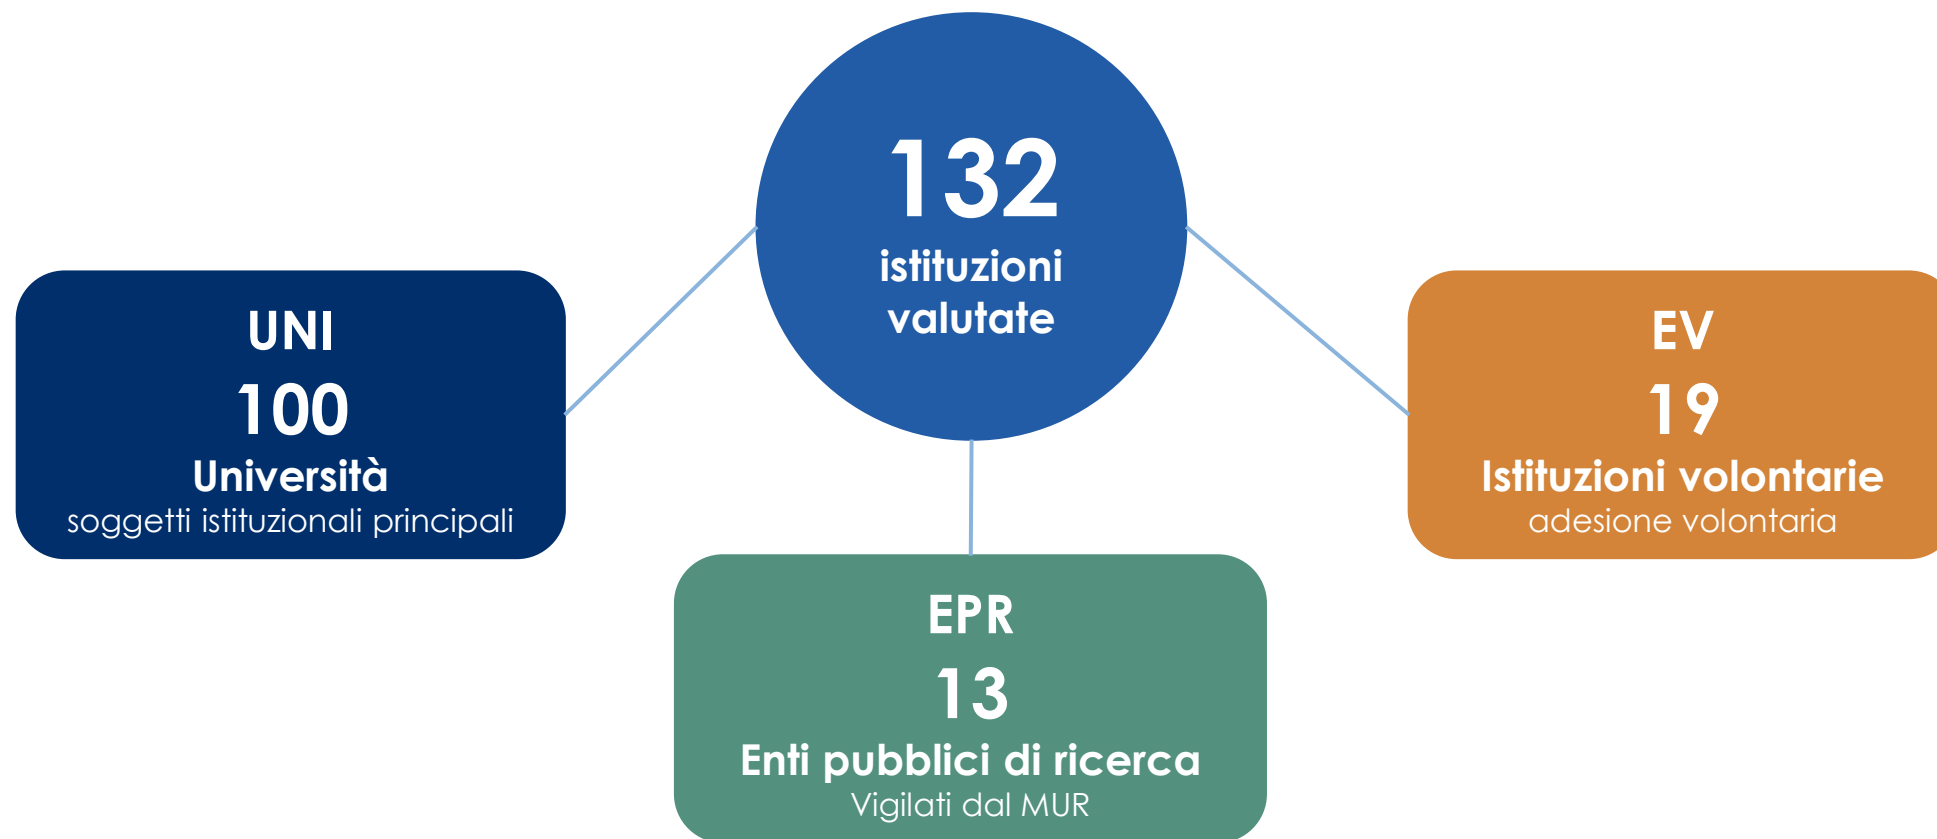 132
istituzioni
valutate
UNI
100
Università
soggetti istituzionali principali
EPR
13
Enti pubblici di ricerca
Vigilati dal MUR
EV
19
Istituzioni volontarie
adesione volontaria